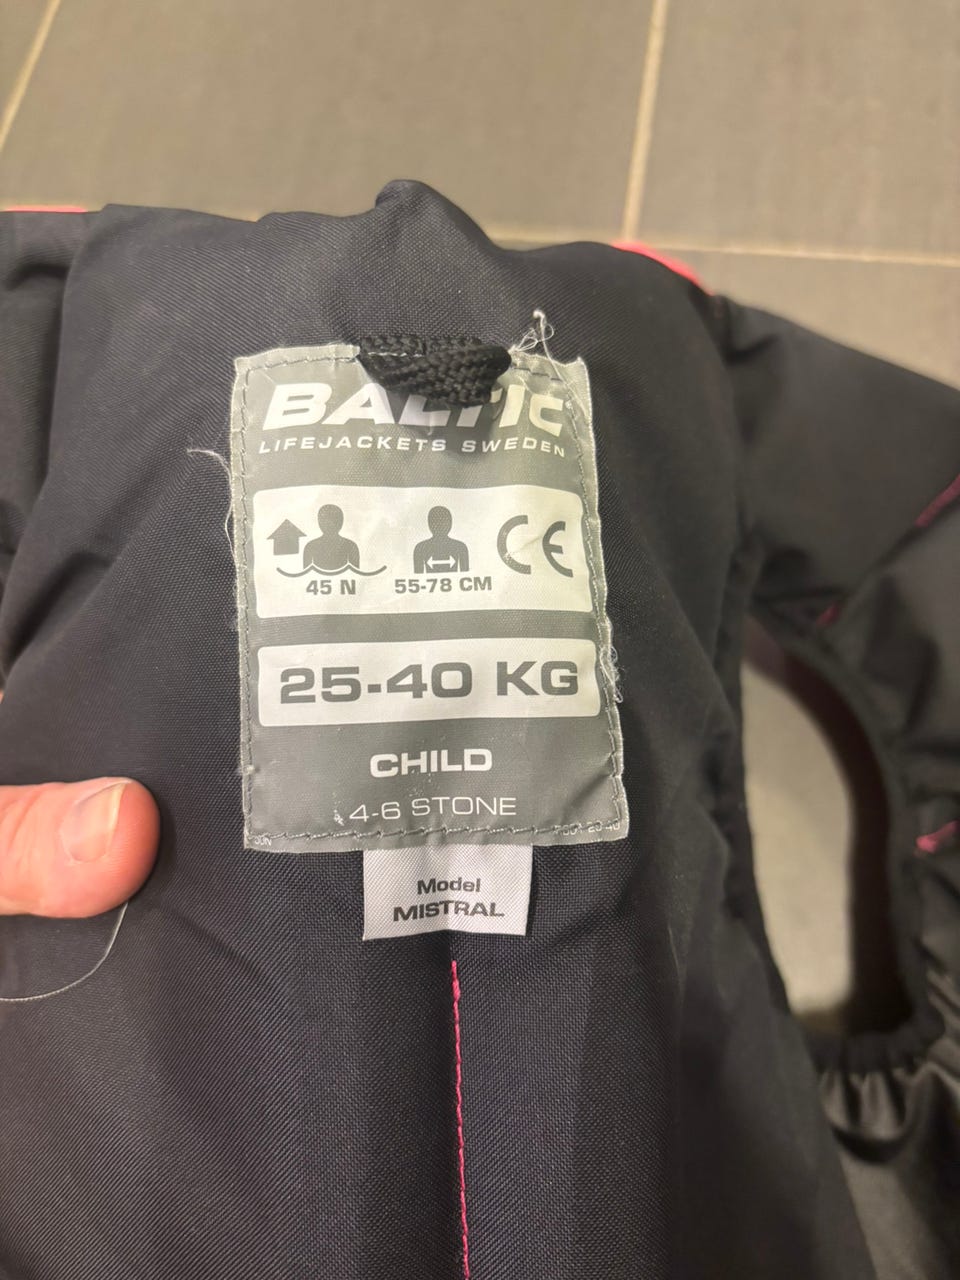 BALTIC
LIFEJACKETS SWEDEN
45 N 55-78 CM CE
25-40 KG
CHILD
4-6 STONE
Model
MISTRAL